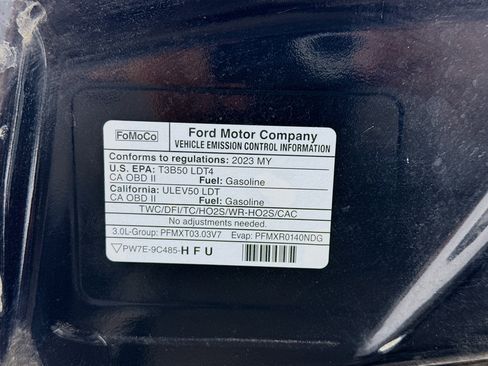 FoMoCo
Ford Motor Company
VEHICLE EMISSION CONTROL INFORMATION
Conforms to regulations: 2023 MY
U.S. EPA: T3B50 LDT4
CA OBD II Fuel: Gasoline
California: ULEV50 LDT
CA OBD II Fuel: Gasoline
TWC/DFI/TC/HO2S/WR-HO2S/CAC
No adjustments needed.
3.0L-Group: PFMXT03.03V7 Evap: PFMXR0140NDG
PW7E-9C485-HFU